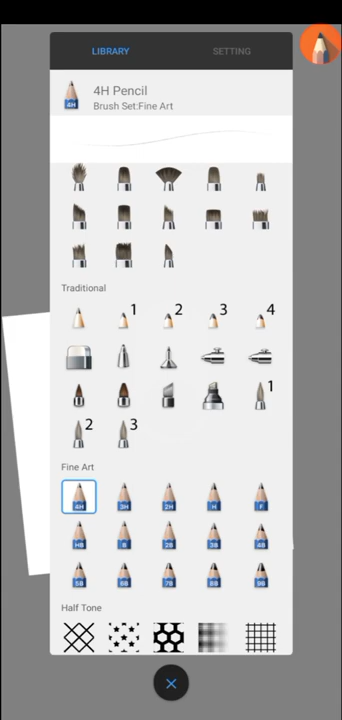 LIBRARY SETTING
4H Pencil
Brush Set:Fine Art
4H
Traditional
1 2 3 4
1
2 3
Fine Art
4H 3H 2H H F
HB B 2B 3B 4B
5B 6B 7B 8B 9B
Half Tone